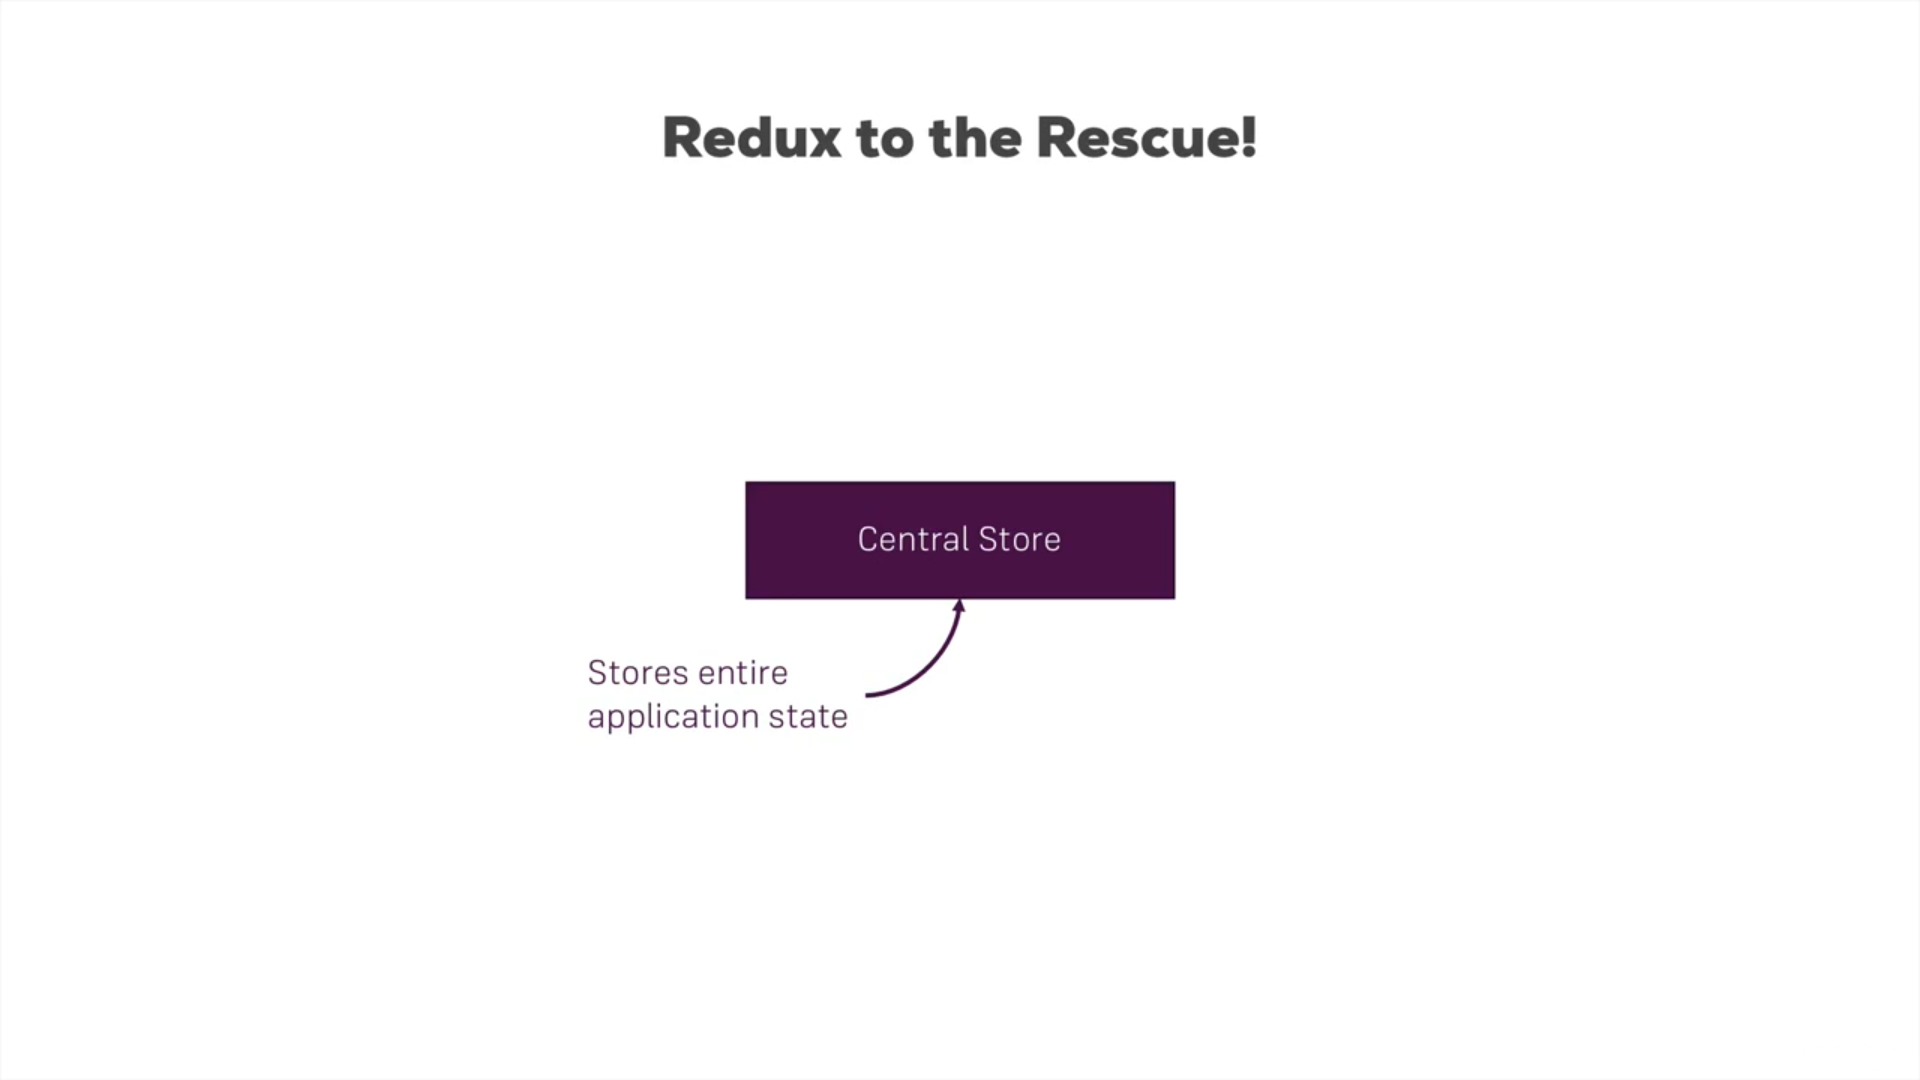 Redux to the Rescue!
Central Store
Stores entire
application state